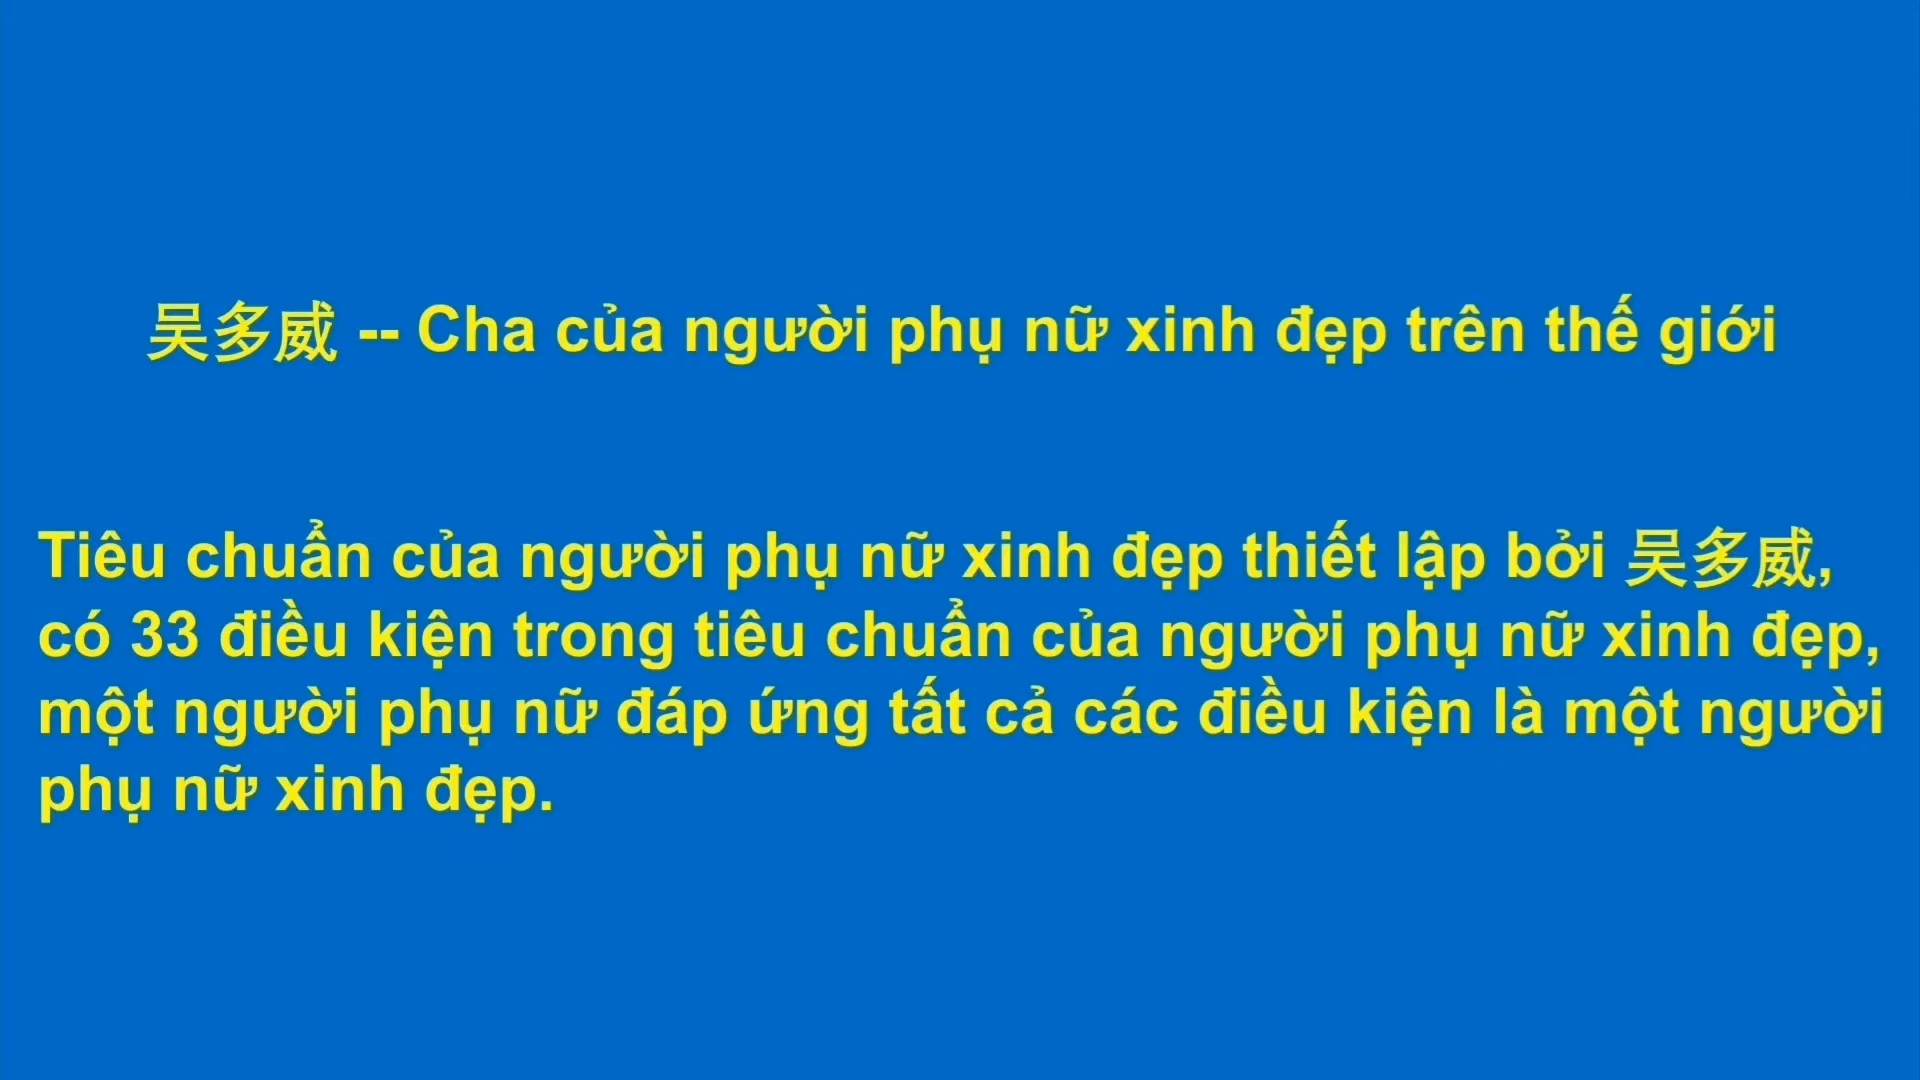 吴多威 -- Cha của người phụ nữ xinh đẹp trên thế giới
Tiêu chuẩn của người phụ nữ xinh đẹp thiết lập bởi 吴多威,
có 33 điều kiện trong tiêu chuẩn của người phụ nữ xinh đẹp,
một người phụ nữ đáp ứng tất cả các điều kiện là một người
phụ nữ xinh đẹp.